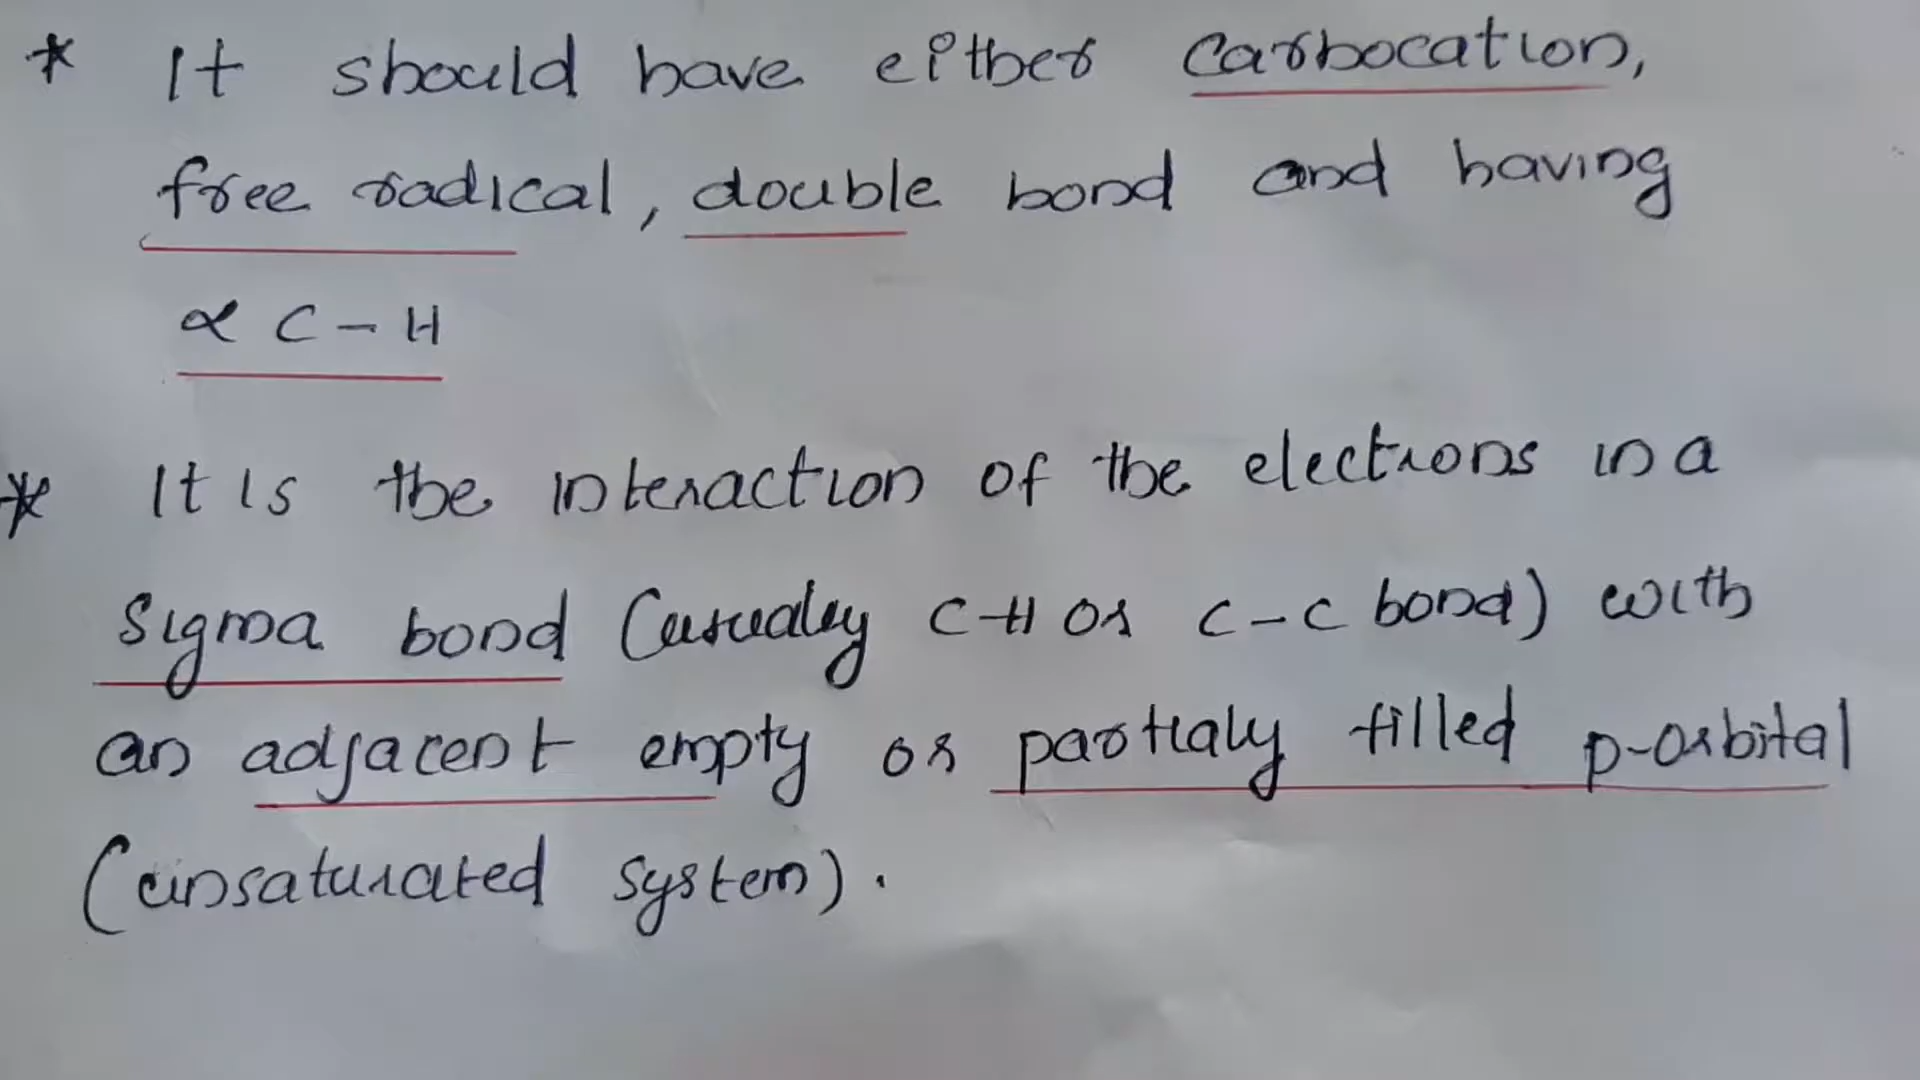 * It should have either carbocation,
free radical, double bond and having
α C-H
* It is the interaction of the electrons in a
sigma bond (usualey C-H or C-C bond) with
an adjacent empty or partialy filled p-orbital
(unsaturated system).